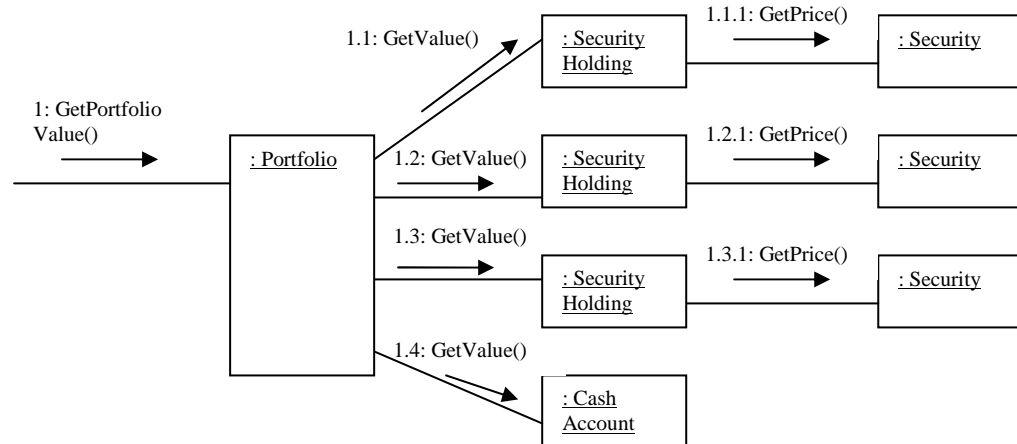 1.1: GetValue()
: Security
Holding
1.1.1: GetPrice()
: Security
1: GetPortfolio
Value()
: Portfolio
1.2: GetValue()
: Security
Holding
1.2.1: GetPrice()
: Security
1.3: GetValue()
: Security
Holding
1.3.1: GetPrice()
: Security
1.4: GetValue()
: Cash
Account